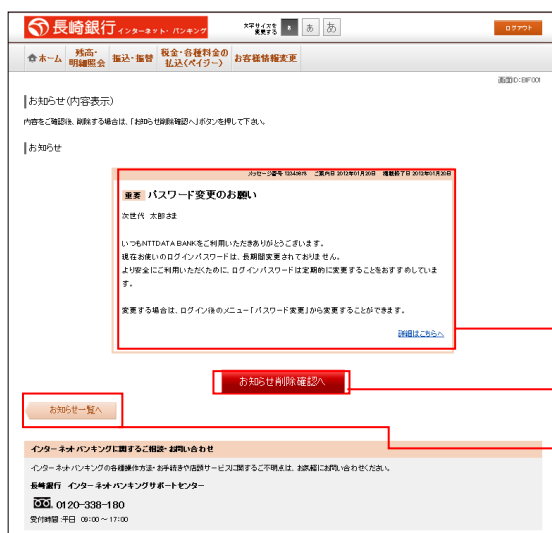 長崎銀行 インターネット・バンキング
文字サイズを
変更する
あ あ
ログアウト
ホーム
残高・
明細照会
振込・振替
税金・各種料金の
払込(ペイジー)
お客様情報変更
画面ID:BIF001
お知らせ(内容表示)
内容をご確認後、削除する場合は、「お知らせ削除確認へ」ボタンを押して下さい。
お知らせ
メッセージ番号 12345678 ご案内日 2012年01月20日 掲載終了日 2012年01月20日
重要 パスワード変更のお願い
次世代 太郎さま
いつもNTTDATA BANKをご利用いただきありがとうございます。
現在お使いのログインパスワードは、長期間変更されておりません。
より安全にご利用いただくために、ログインパスワードは定期的に変更することをおすすめしていま
す。
変更する場合は、ログイン後のメニュー「パスワード変更」から変更することができます。
詳細はこちらへ
お知らせ削除確認へ
お知らせ一覧へ
インターネットバンキングに関するご相談・お問い合わせ
インターネットバンキングの各種操作方法・お手続きや店頭サービスに関するご不明点は、お気軽にお問い合わせください。
長崎銀行 インターネットバンキングサポートセンター
0120-338-180
受付時間:平日 09:00～17:00